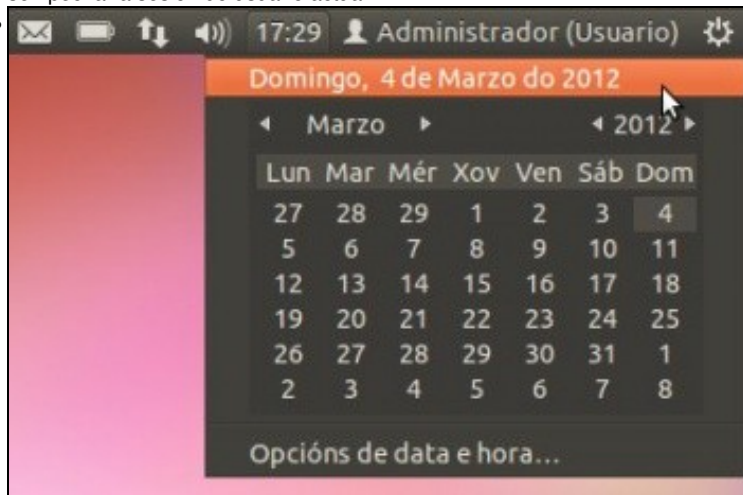 17:29 Administrador (Usuario)
Domingo, 4 de Marzo do 2012
Marzo 2012
Lun Mar Mér Xov Ven Sáb Dom
27 28 29 1 2 3 4
5 6 7 8 9 10 11
12 13 14 15 16 17 18
19 20 21 22 23 24 25
26 27 28 29 30 31 1
2 3 4 5 6 7 8
Opcións de data e hora...